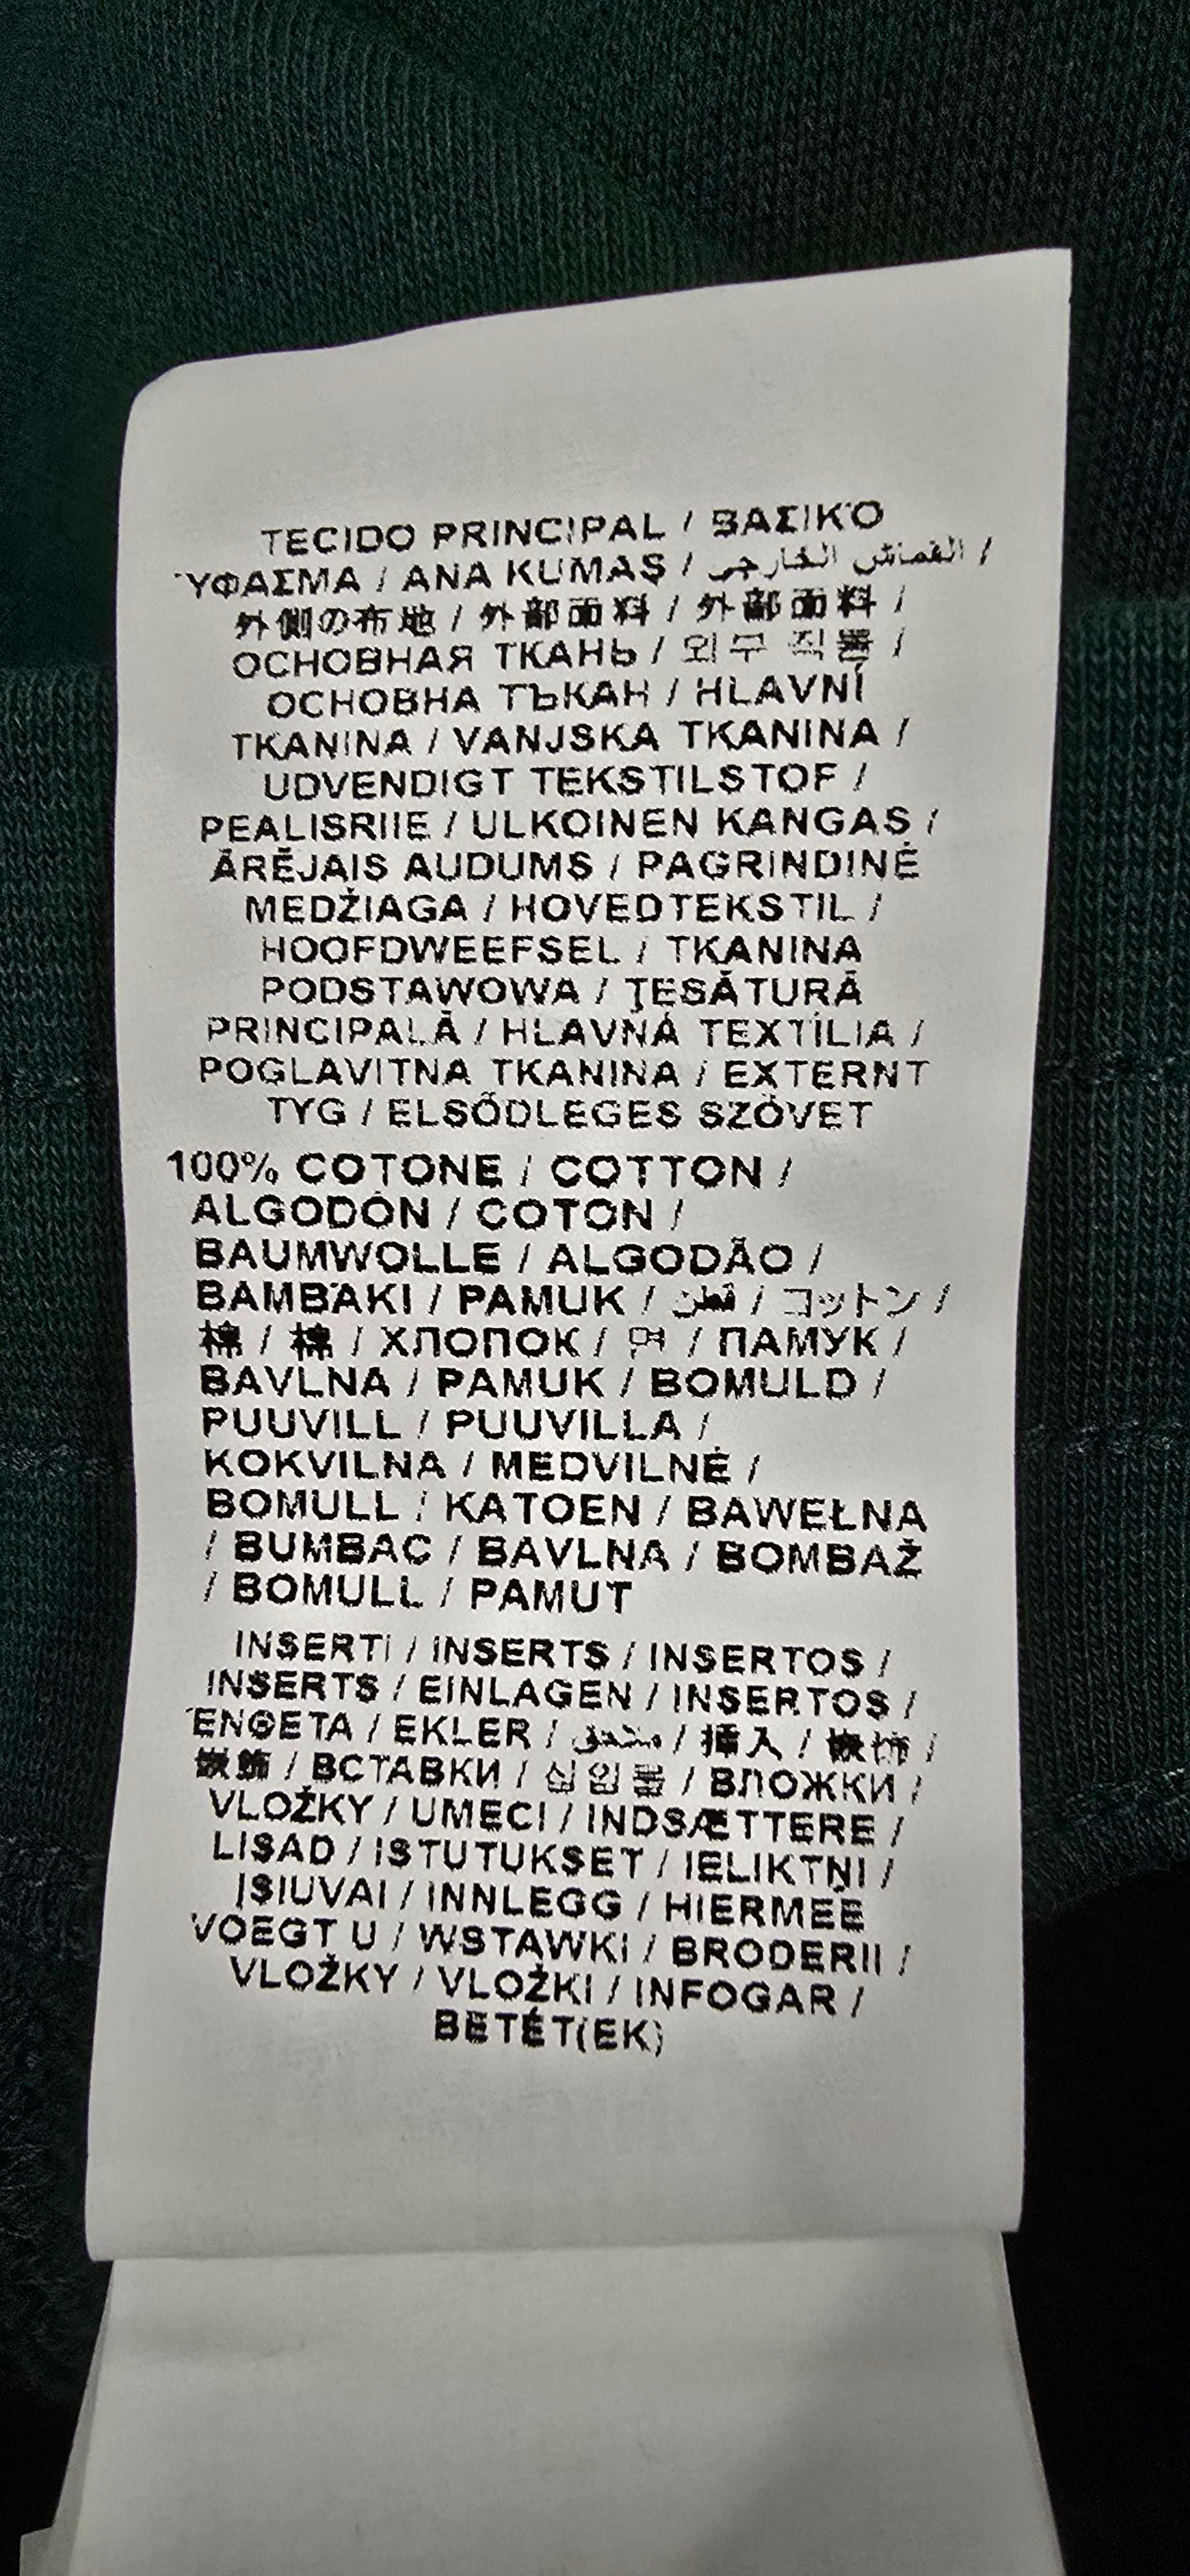 TECIDO PRINCIPAL / ΒΑΣΙΚΌ
ΎΦΑΣΜΑ / ANA KUMAŞ / القماش الخارجي /
外側の布地 / 外部面料 / 外部面料 /
ОСНОВНАЯ ТКАНЬ / 외부 직물 /
ОСНОВНА ТЪКАН / HLAVNÍ
TKANINA / VANJSKA TKANINA /
UDVENDIGT TEKSTILSTOF /
PEALISRIIE / ULKOINEN KANGAS /
ĀRĒJAIS AUDUMS / PAGRINDINĖ
MEDŽIAGA / HOVEDTEKSTIL /
HOOFDWEEFSEL / TKANINA
PODSTAWOWA / ŢESĂTURĂ
PRINCIPALĂ / HLAVNÁ TEXTÍLIA /
POGLAVITNA TKANINA / EXTERNT
TYG / ELSŐDLEGES SZÖVET
100% COTONE / COTTON /
ALGODÓN / COTON /
BAUMWOLLE / ALGODÃO /
ΒΑΜΒΆΚΙ / PAMUK / قطن / コットン /
棉 / 棉 / ХЛОПОК / 면 / ПАМУК /
BAVLNA / PAMUK / BOMULD /
PUUVILL / PUUVILLA /
KOKVILNA / MEDVILNĖ /
BOMULL / KATOEN / BAWEŁNA
/ BUMBAC / BAVLNA / BOMBAŽ
/ BOMULL / PAMUT
INSERTI / INSERTS / INSERTOS /
INSERTS / EINLAGEN / INSERTOS /
ΈΝΘΕΤΑ / EKLER / ملحق / 挿入 /
/ ВСТАВКИ / 삽입물 / ВЛОЖКИ /
VLOŽKY / UMECI / INDSÆTTERE /
LISAD / ISTUTUKSET / IELIKTŅI /
ĮSIUVAI / INNLEGG / HIERMEE
VOEGT U / WSTAWKI / BRODERII /
VLOŽKY / VLOŽKI / INFOGAR /
BETÉT(EK)